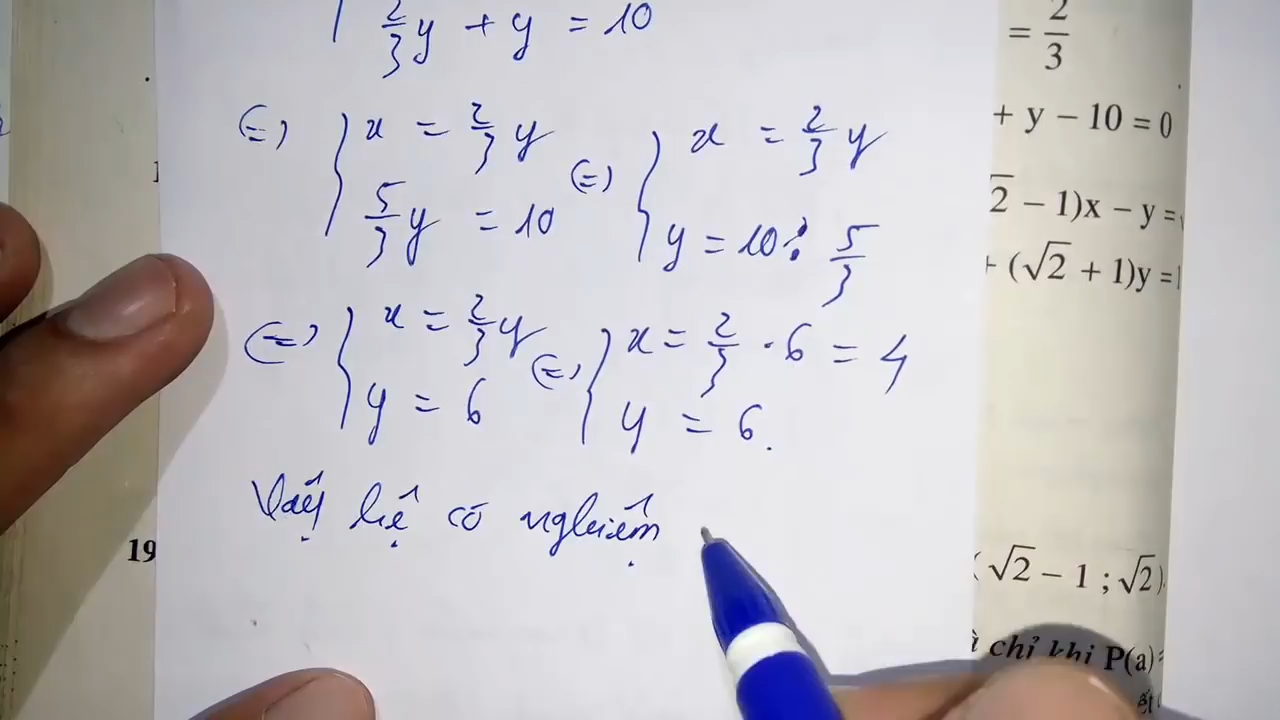 2/3 y + y = 10
= 2/3
+ y − 10 = 0
(=) { x = 2/3 y
5/3 y = 10
(=) { x = 2/3 y
y = 10 : 5/3
√2 − 1)x − y =
+ (√2 + 1)y =
(=) { x = 2/3 y
y = 6
(=) { x = 2/3 · 6 = 4
y = 6.
Vậy hệ có nghiệm
19
(√2 − 1 ; √2).
chỉ khi P(a)